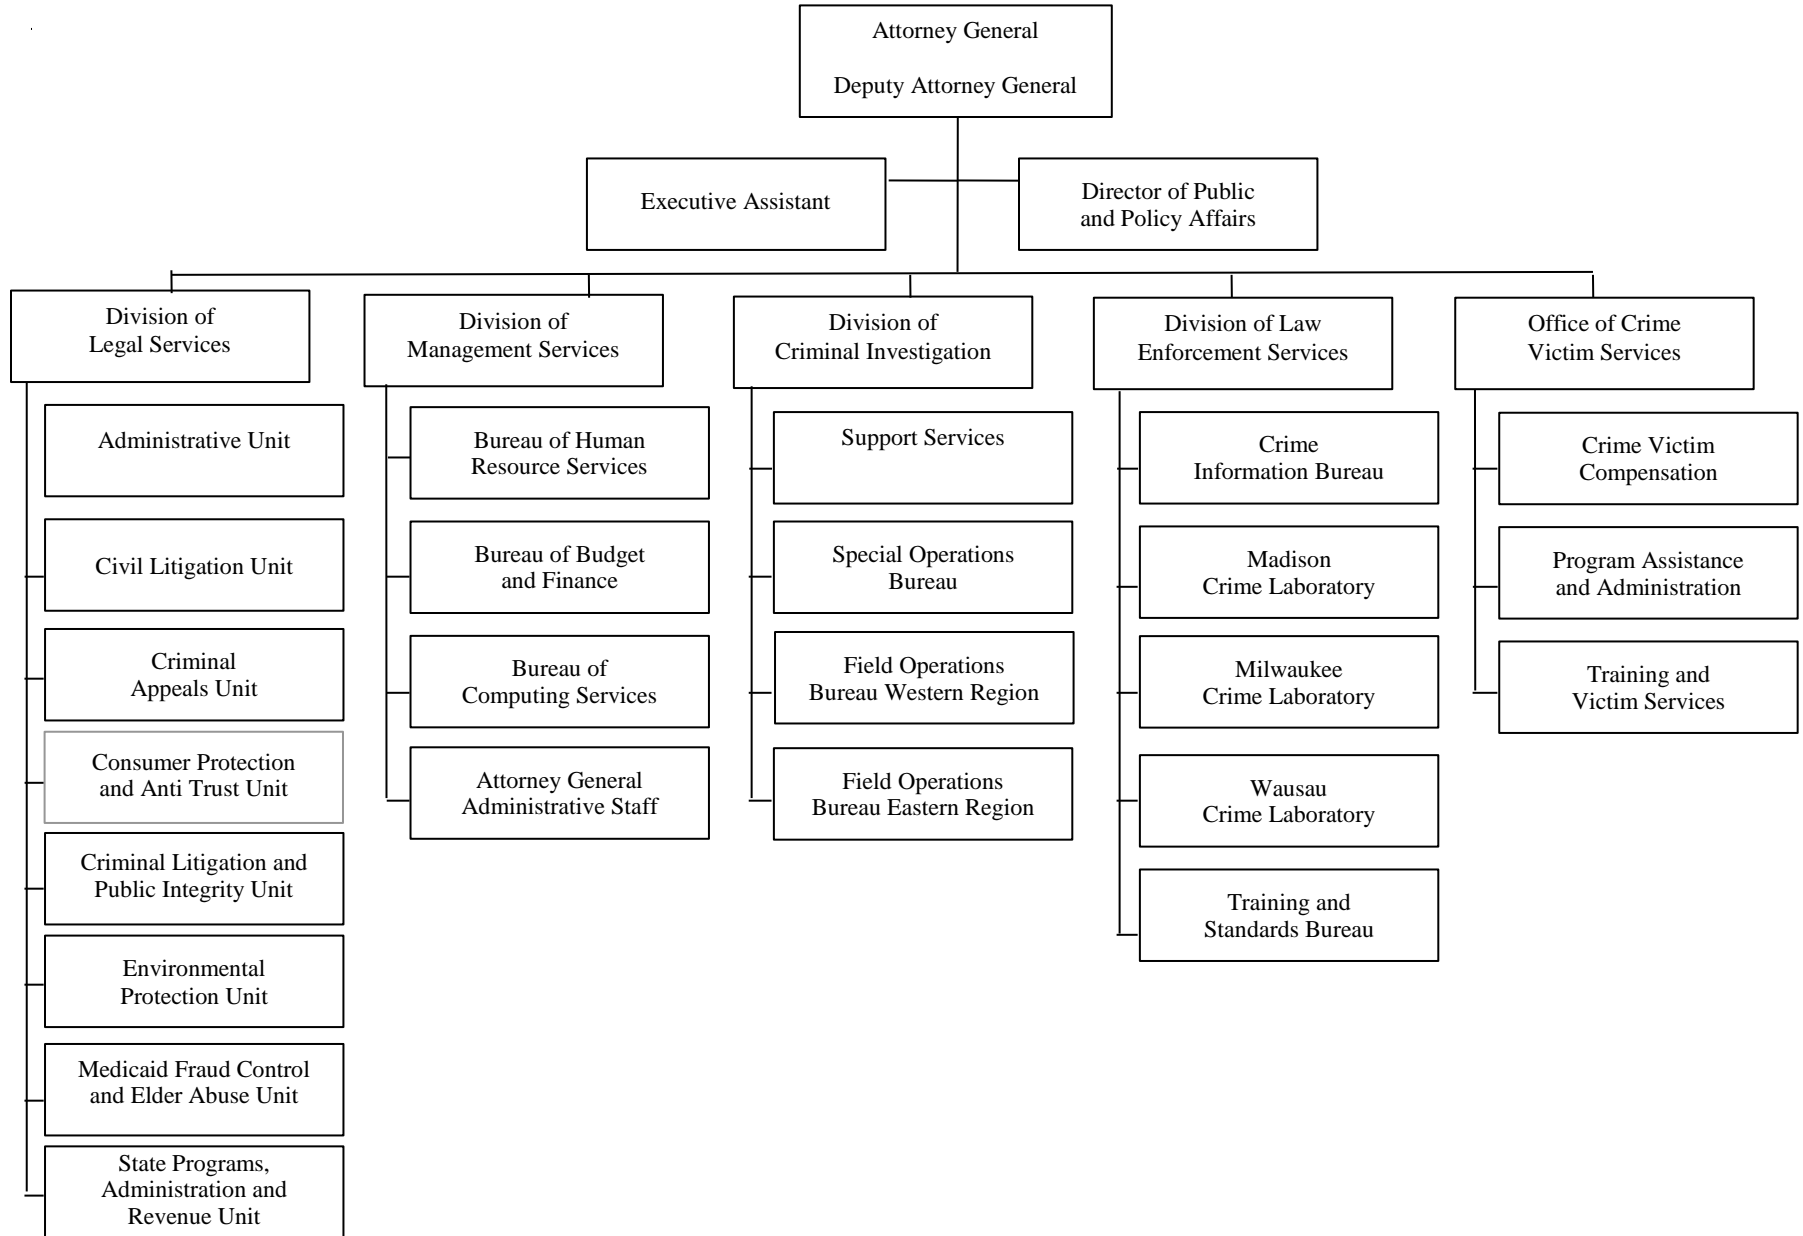 Attorney General
Deputy Attorney General
Executive Assistant
Director of Public
and Policy Affairs
Division of
Legal Services
Administrative Unit
Civil Litigation Unit
Criminal
Appeals Unit
Consumer Protection
and Anti Trust Unit
Criminal Litigation and
Public Integrity Unit
Environmental
Protection Unit
Medicaid Fraud Control
and Elder Abuse Unit
State Programs,
Administration and
Revenue Unit
Division of
Management Services
Bureau of Human
Resource Services
Bureau of Budget
and Finance
Bureau of
Computing Services
Attorney General
Administrative Staff
Division of
Criminal Investigation
Support Services
Special Operations
Bureau
Field Operations
Bureau Western Region
Field Operations
Bureau Eastern Region
Division of Law
Enforcement Services
Crime
Information Bureau
Madison
Crime Laboratory
Milwaukee
Crime Laboratory
Wausau
Crime Laboratory
Training and
Standards Bureau
Office of Crime
Victim Services
Crime Victim
Compensation
Program Assistance
and Administration
Training and
Victim Services